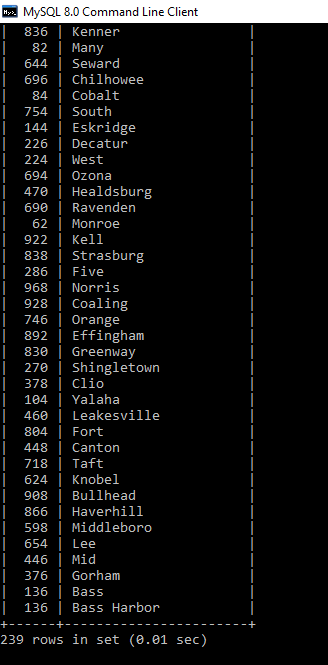 MySQL 8.0 Command Line Client
|  836 | Kenner                |
|   82 | Many                  |
|  644 | Seward                |
|  696 | Chilhowee             |
|   84 | Cobalt                |
|  754 | South                 |
|  144 | Eskridge              |
|  226 | Decatur               |
|  224 | West                  |
|  694 | Ozona                 |
|  470 | Healdsburg            |
|  690 | Ravenden              |
|   62 | Monroe                |
|  922 | Kell                  |
|  838 | Strasburg             |
|  286 | Five                  |
|  968 | Norris                |
|  928 | Coaling               |
|  746 | Orange                |
|  892 | Effingham             |
|  830 | Greenway              |
|  270 | Shingletown           |
|  378 | Clio                  |
|  104 | Yalaha                |
|  460 | Leakesville           |
|  804 | Fort                  |
|  448 | Canton                |
|  718 | Taft                  |
|  624 | Knobel                |
|  908 | Bullhead              |
|  866 | Haverhill             |
|  598 | Middleboro            |
|  654 | Lee                   |
|  446 | Mid                   |
|  376 | Gorham                |
|  136 | Bass                  |
|  136 | Bass Harbor           |
+------+-----------------------+
239 rows in set (0.01 sec)